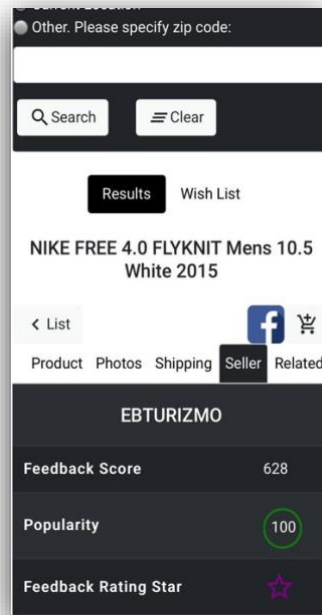 Other. Please specify zip code:
Search Clear
Results Wish List
NIKE FREE 4.0 FLYKNIT Mens 10.5
White 2015
List
Product Photos Shipping Seller Related
EBTURIZMO
Feedback Score 628
Popularity 100
Feedback Rating Star